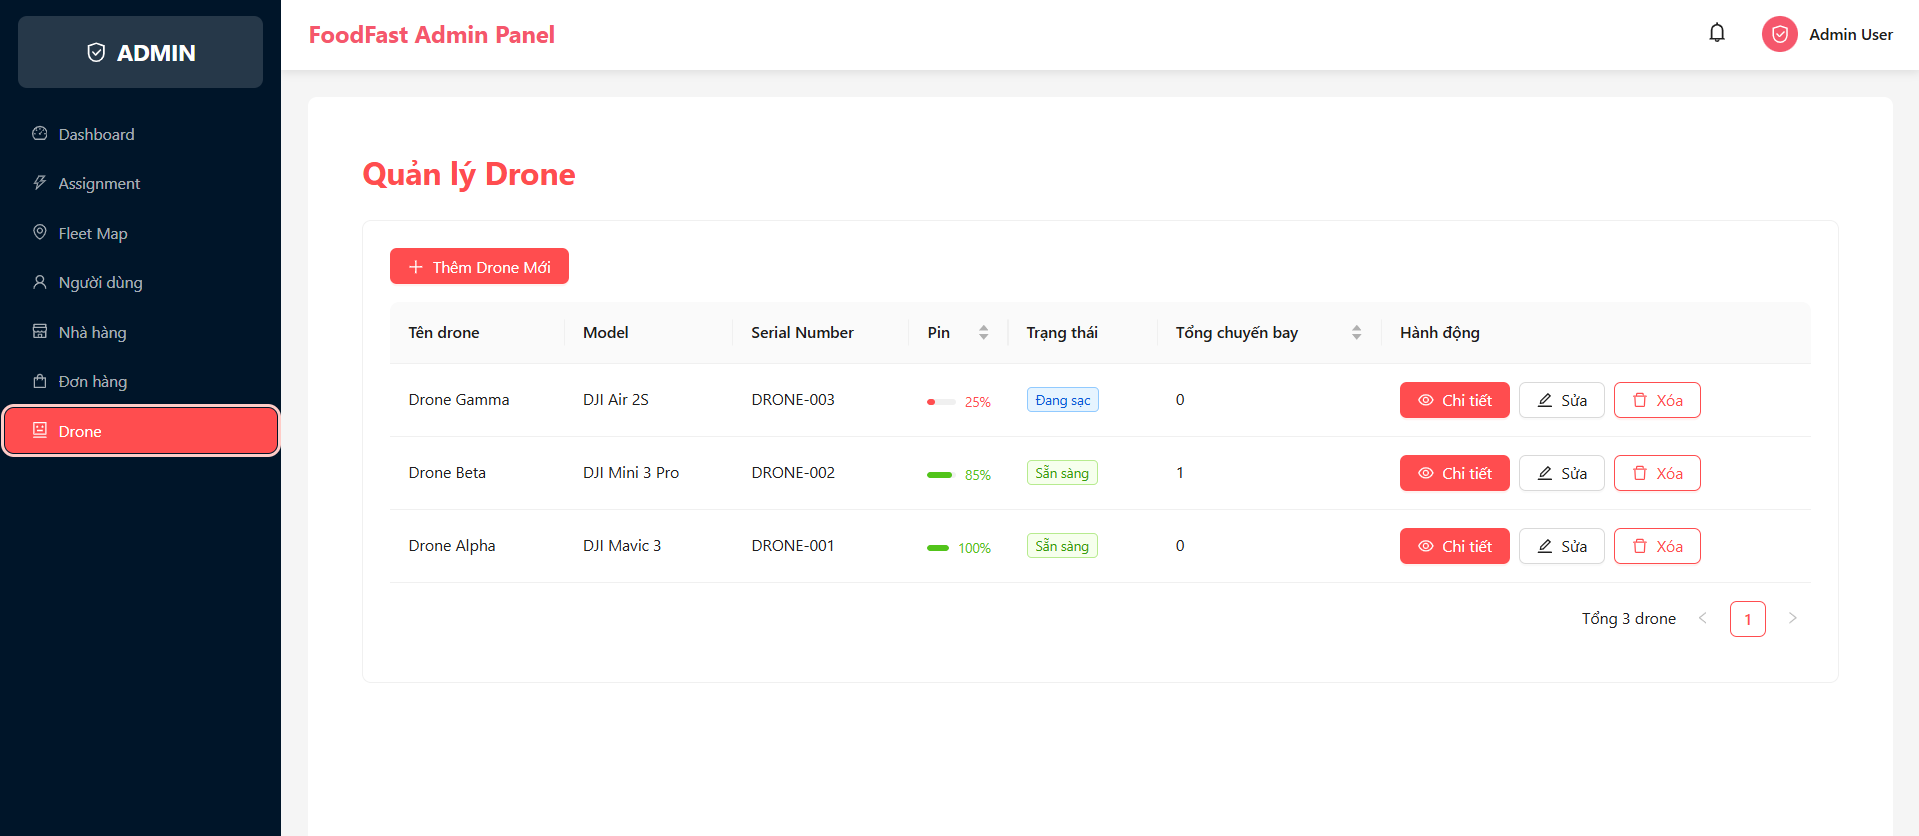 ADMIN
FoodFast Admin Panel
Admin User
Dashboard
Assignment
Fleet Map
Người dùng
Nhà hàng
Đơn hàng
Drone
Quản lý Drone
Thêm Drone Mới
Tên drone Model Serial Number Pin Trạng thái Tổng chuyến bay Hành động
Drone Gamma DJI Air 2S DRONE-003 25% Đang sạc 0 Chi tiết Sửa Xóa
Drone Beta DJI Mini 3 Pro DRONE-002 85% Sẵn sàng 1 Chi tiết Sửa Xóa
Drone Alpha DJI Mavic 3 DRONE-001 100% Sẵn sàng 0 Chi tiết Sửa Xóa
Tổng 3 drone 1